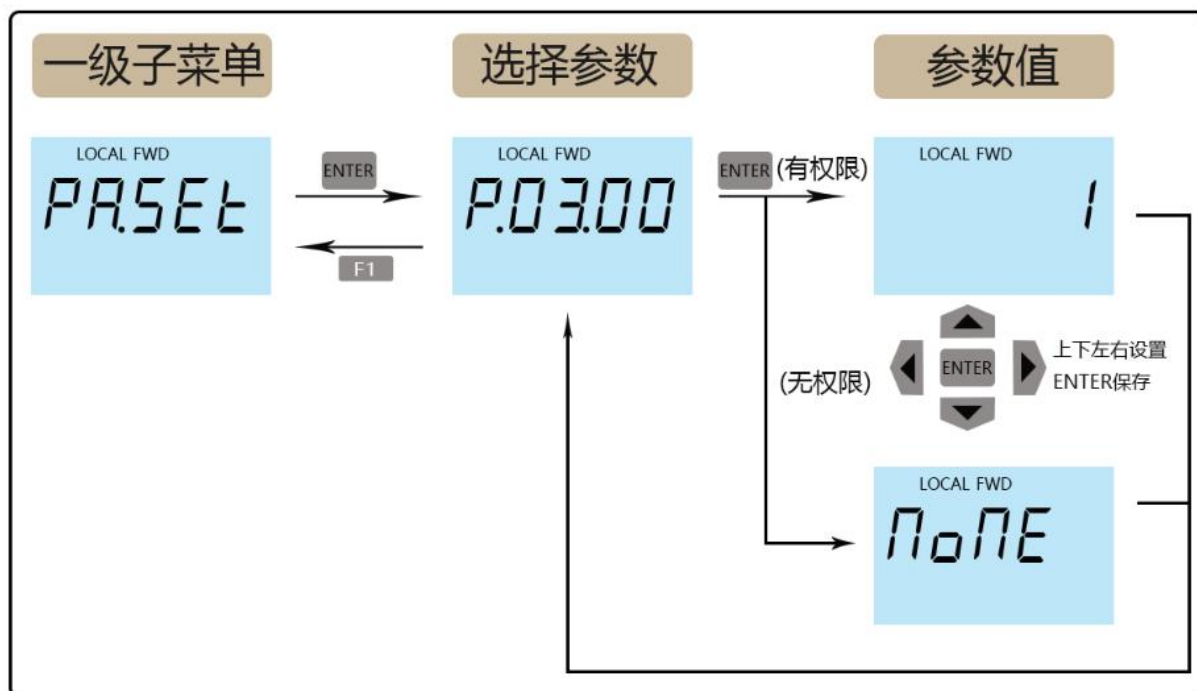 一级子菜单
选择参数
参数值
LOCAL FWD
PA.SEt
ENTER
F1
LOCAL FWD
P.03.00
ENTER (有权限)
LOCAL FWD
1
(无权限)
ENTER
上下左右设置
ENTER保存
LOCAL FWD
NoNE